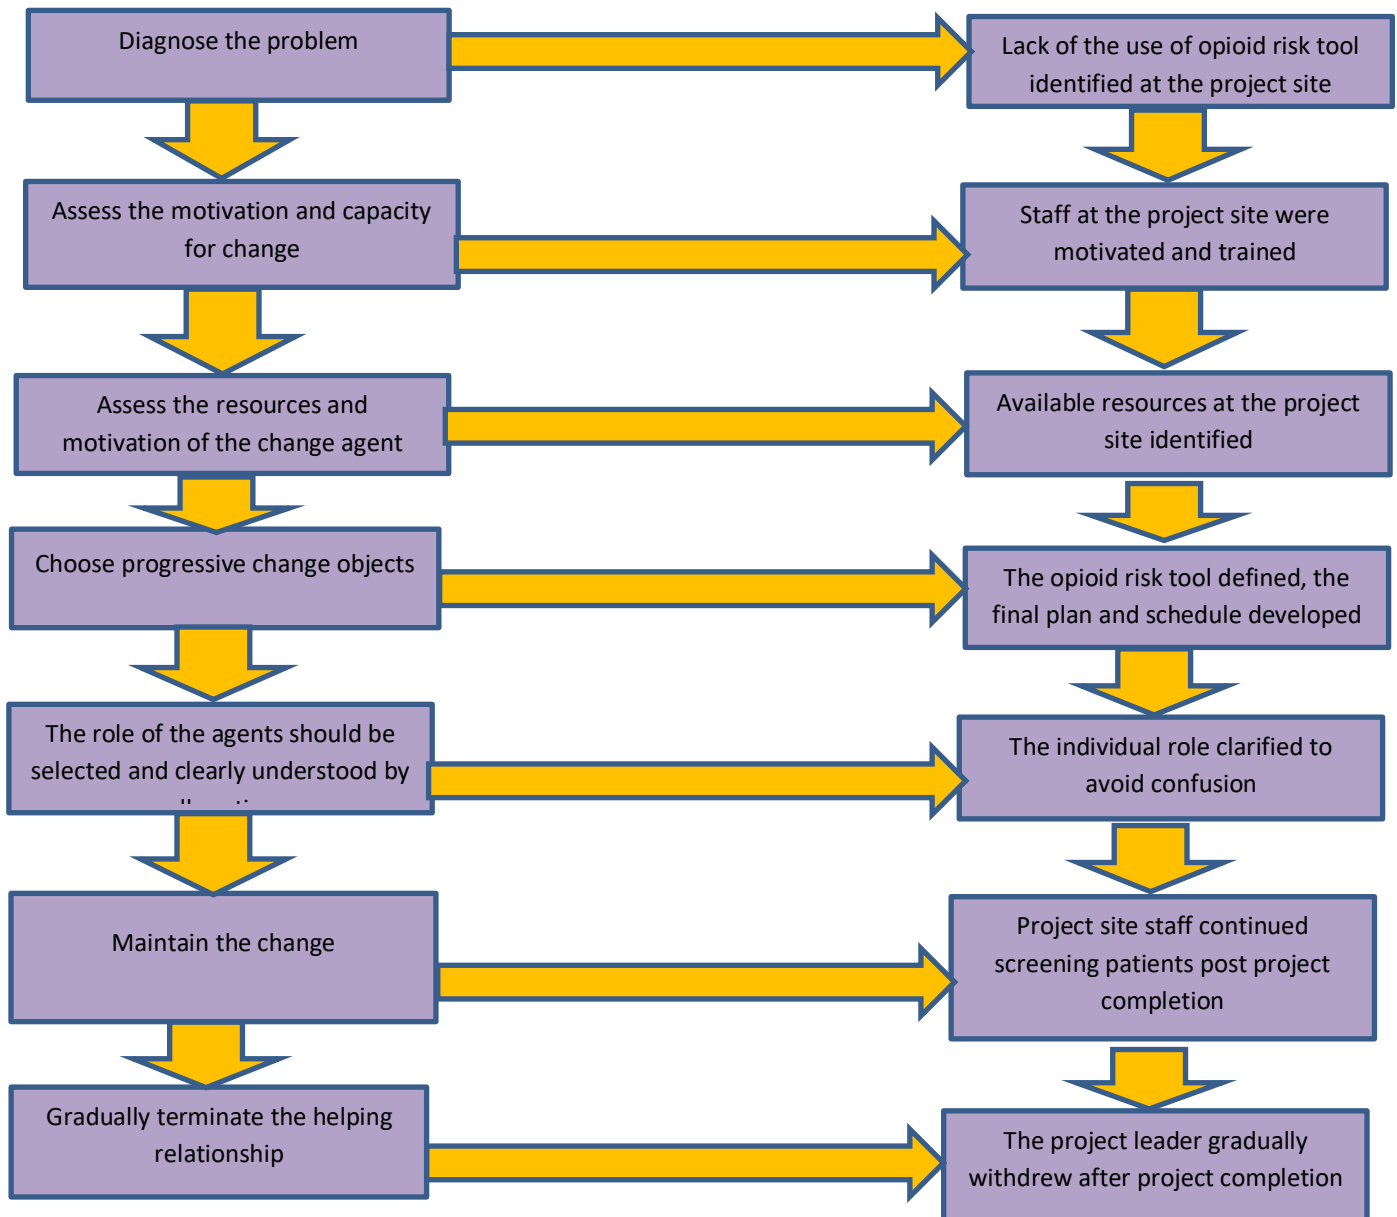 Diagnose the problem
Lack of the use of opioid risk tool
identified at the project site
Assess the motivation and capacity
for change
Staff at the project site were
motivated and trained
Assess the resources and
motivation of the change agent
Available resources at the project
site identified
Choose progressive change objects
The opioid risk tool defined, the
final plan and schedule developed
The role of the agents should be
selected and clearly understood by
The individual role clarified to
avoid confusion
Maintain the change
Project site staff continued
screening patients post project
completion
Gradually terminate the helping
relationship
The project leader gradually
withdrew after project completion